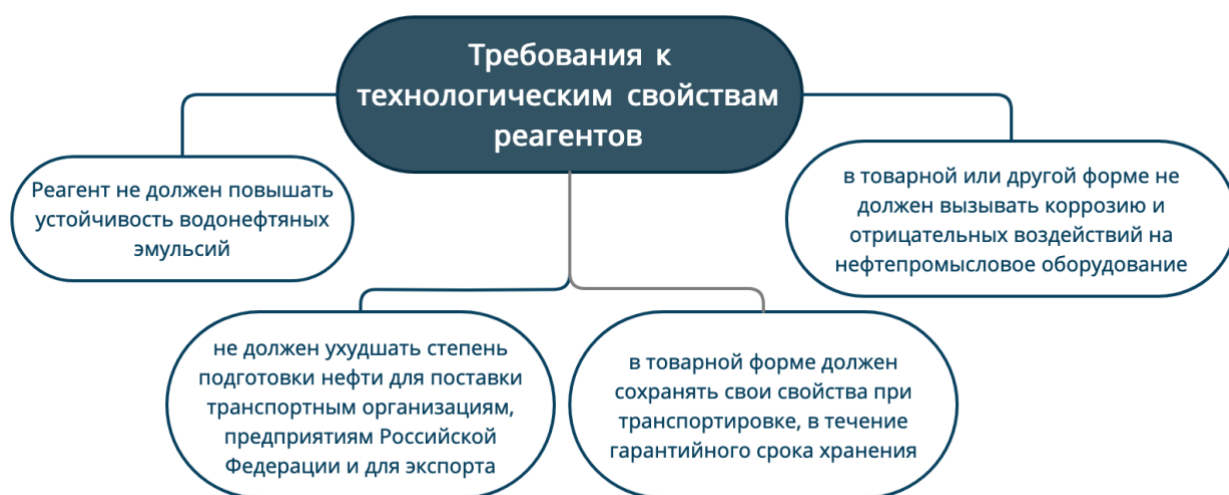 Требования к
технологическим свойствам
реагентов
Реагент не должен повышать
устойчивость водонефтяных
эмульсий
в товарной или другой форме не
должен вызывать коррозию и
отрицательных воздействий на
нефтепромысловое оборудование
не должен ухудшать степень
подготовки нефти для поставки
транспортным организациям,
предприятиям Российской
Федерации и для экспорта
в товарной форме должен
сохранять свои свойства при
транспортировке, в течение
гарантийного срока хранения